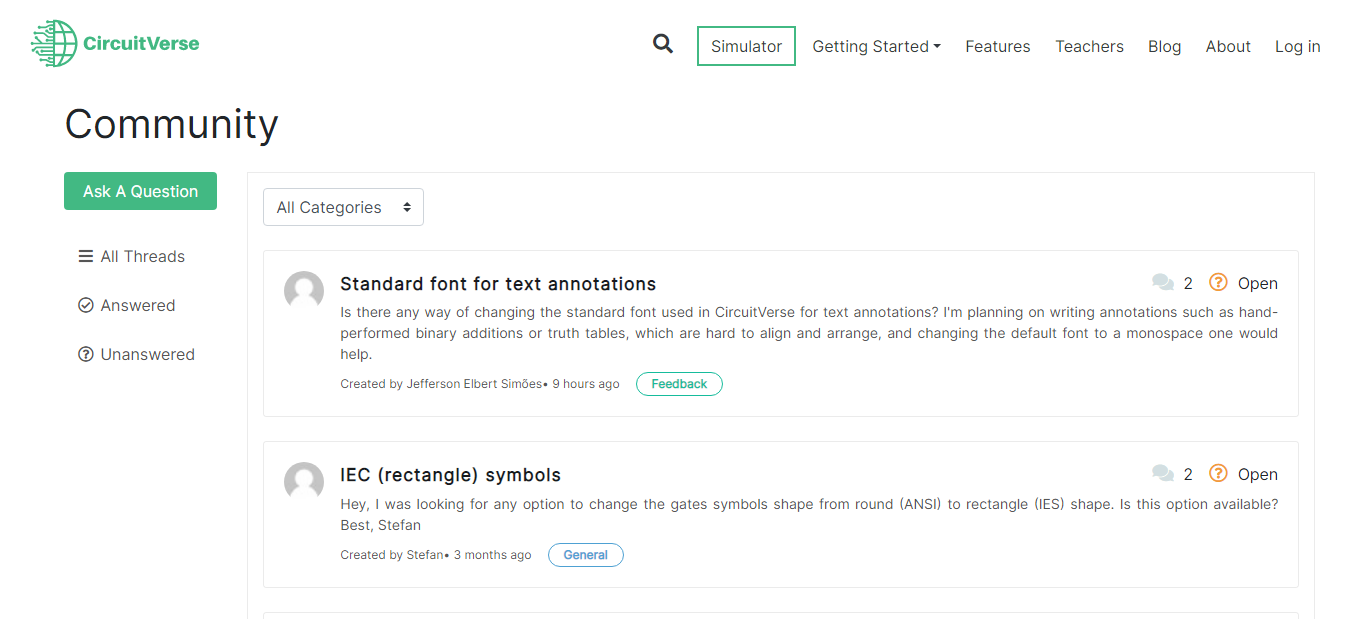 CircuitVerse
Simulator
Getting Started
Features
Teachers
Blog
About
Log in
Community
Ask A Question
All Threads
Answered
Unanswered
All Categories
Standard font for text annotations
2
Open
Is there any way of changing the standard font used in CircuitVerse for text annotations? I'm planning on writing annotations such as hand-
performed binary additions or truth tables, which are hard to align and arrange, and changing the default font to a monospace one would
help.
Created by Jefferson Elbert Simões• 9 hours ago
Feedback
IEC (rectangle) symbols
2
Open
Hey, I was looking for any option to change the gates symbols shape from round (ANSI) to rectangle (IES) shape. Is this option available?
Best, Stefan
Created by Stefan• 3 months ago
General